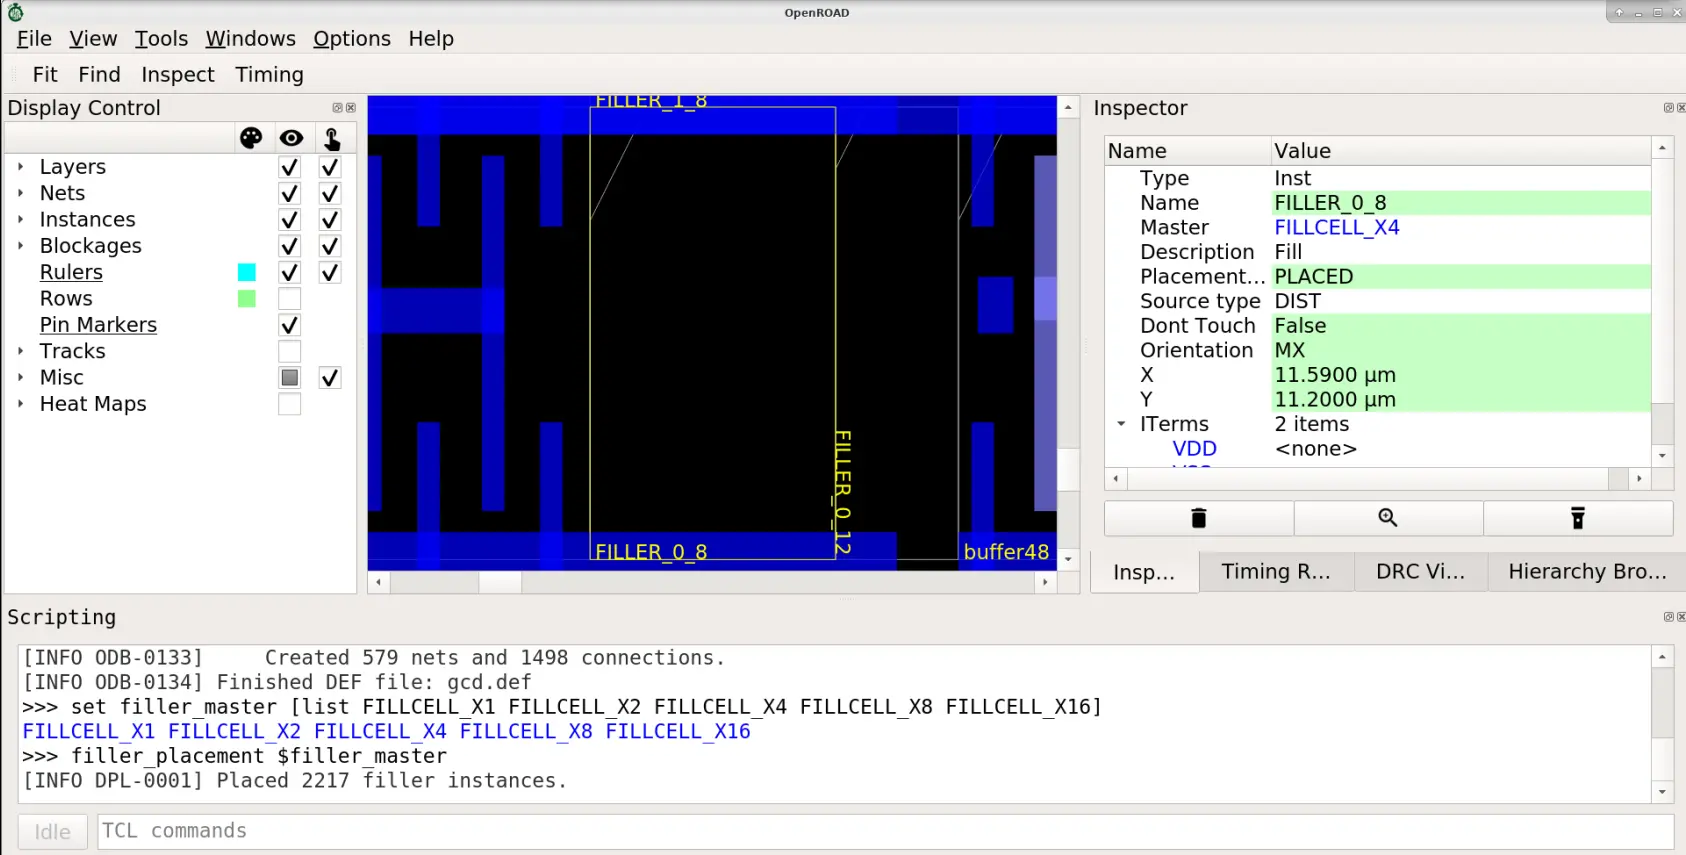 OpenROAD
File View Tools Windows Options Help
Fit Find Inspect Timing
Display Control
Layers
Nets
Instances
Blockages
Rulers
Rows
Pin Markers
Tracks
Misc
Heat Maps
FILLER_1_8
FILLER_0_8
FILLER_0_12
buffer48
Inspector
Name Value
Type Inst
Name FILLER_0_8
Master FILLCELL_X4
Description Fill
Placement... PLACED
Source type DIST
Dont Touch False
Orientation MX
X 11.5900 μm
Y 11.2000 μm
ITerms 2 items
VDD <none>
Insp... Timing R... DRC Vi... Hierarchy Bro...
Scripting
[INFO ODB-0133]     Created 579 nets and 1498 connections.
[INFO ODB-0134] Finished DEF file: gcd.def
>>> set filler_master [list FILLCELL_X1 FILLCELL_X2 FILLCELL_X4 FILLCELL_X8 FILLCELL_X16]
FILLCELL_X1 FILLCELL_X2 FILLCELL_X4 FILLCELL_X8 FILLCELL_X16
>>> filler_placement $filler_master
[INFO DPL-0001] Placed 2217 filler instances.
Idle TCL commands